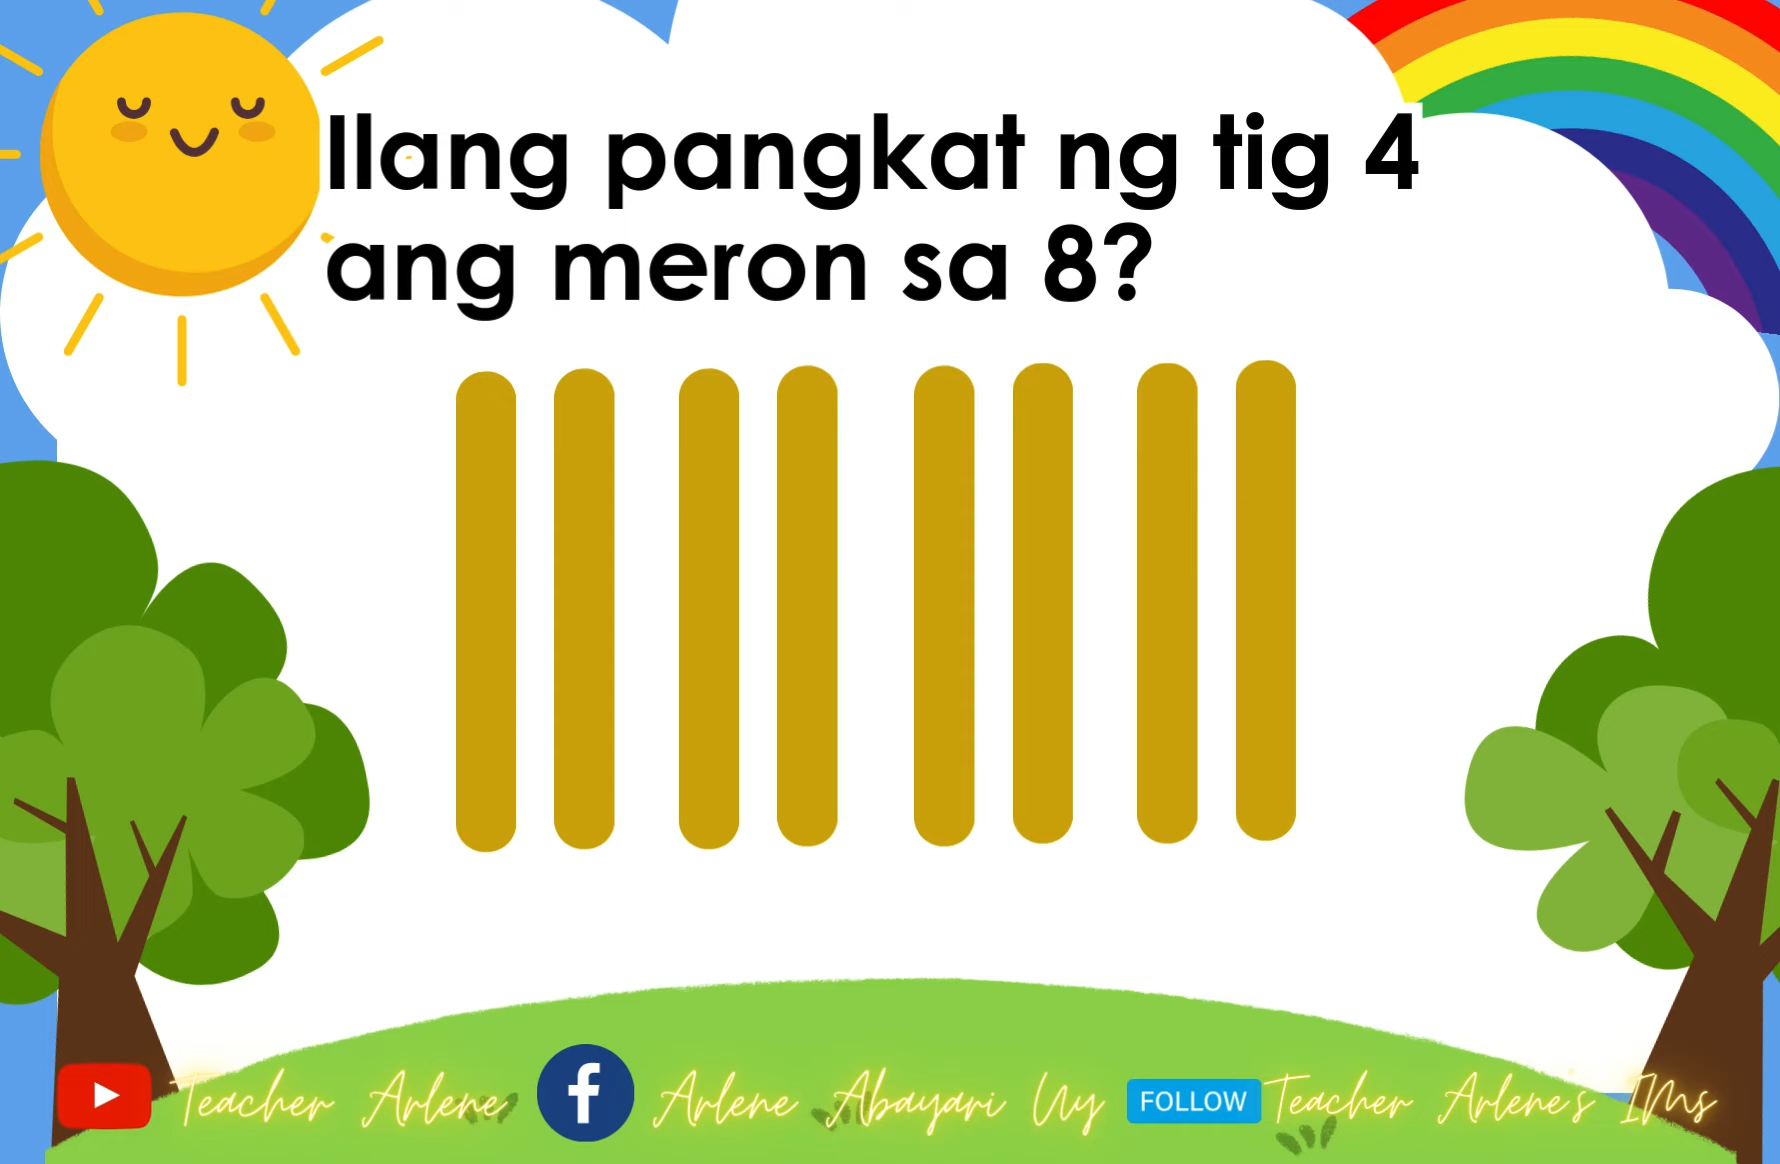 Ilang pangkat ng tig 4
ang meron sa 8?
Teacher Arlene f Arlene Abayari Uy FOLLOW Teacher Arlene's IMs